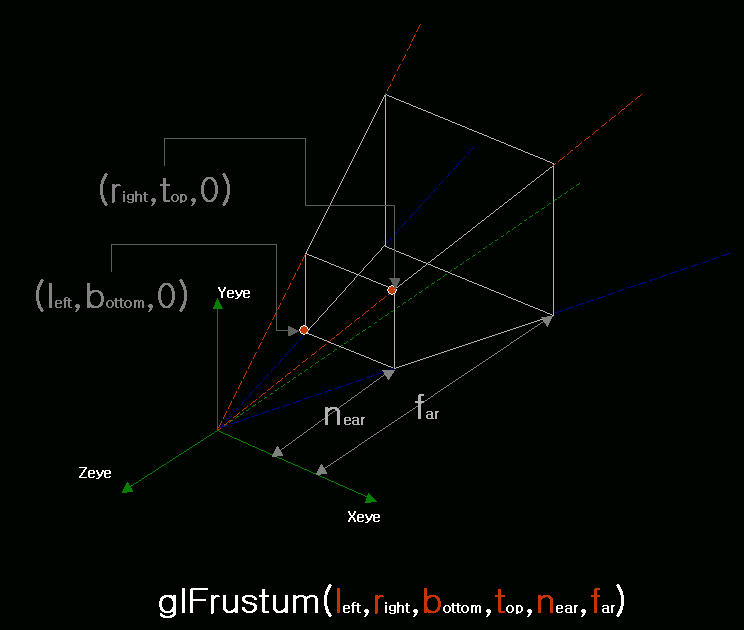 (right,top,0)
(left,bottom,0)
Yeye
near
far
Zeye
Xeye
glFrustum(left,right,bottom,top,near,far)